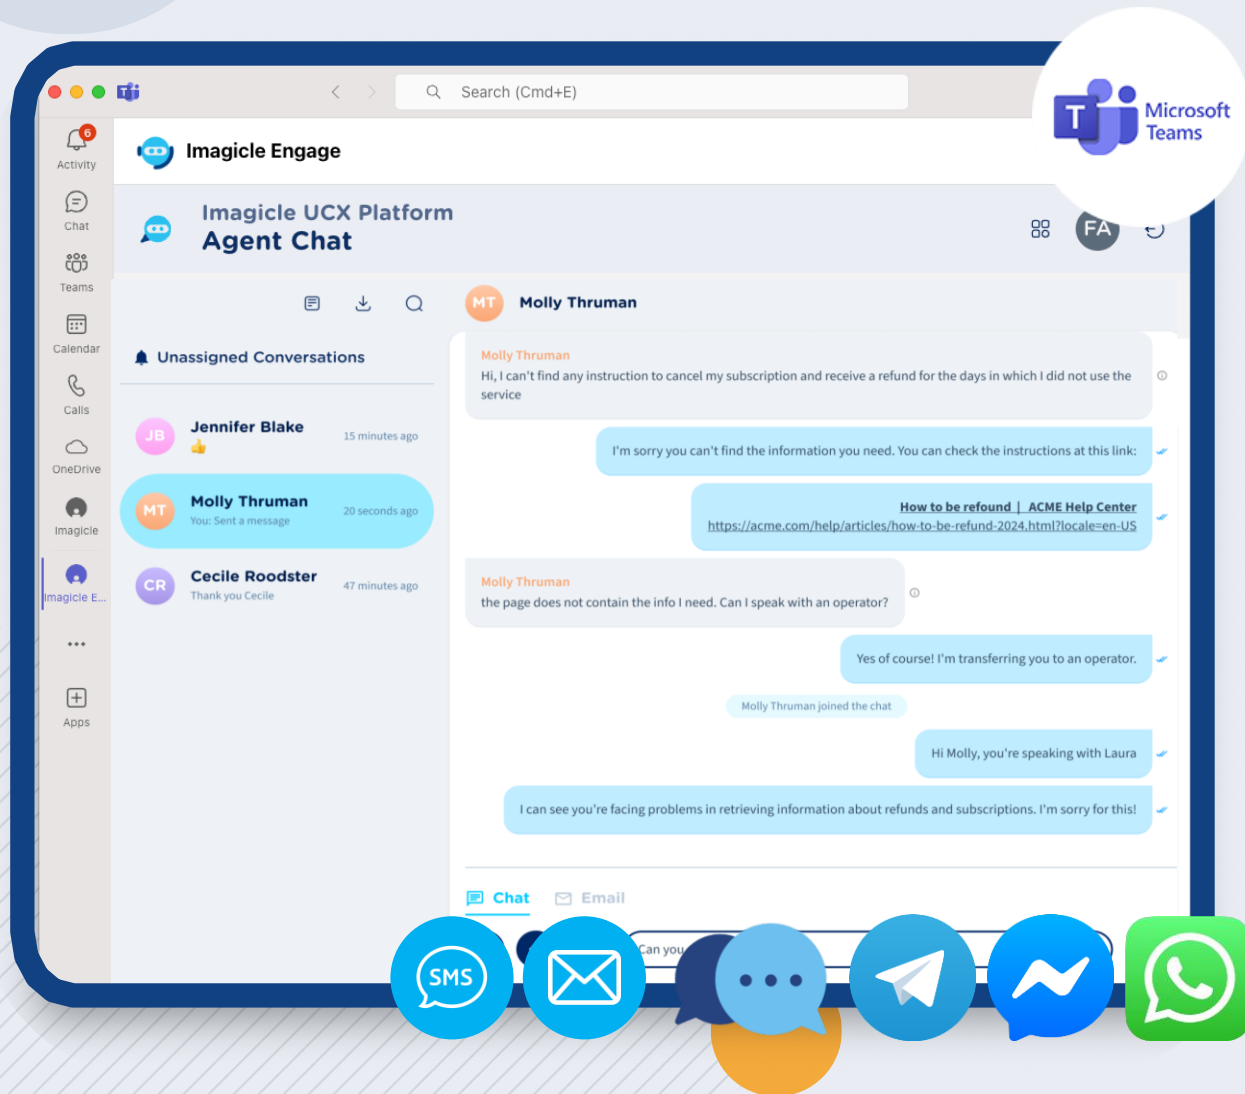 Search (Cmd+E)
Microsoft
Teams
6
Activity
Chat
Teams
Calendar
Calls
OneDrive
Imagicle
Imagicle E...
Apps
Imagicle Engage
Imagicle UCX Platform
Agent Chat
FA
Unassigned Conversations
JB
Jennifer Blake
15 minutes ago
MT
Molly Thruman
You: Sent a message
20 seconds ago
CR
Cecile Roodster
Thank you Cecile
47 minutes ago
MT
Molly Thruman
Molly Thruman
Hi, I can't find any instruction to cancel my subscription and receive a refund for the days in which I did not use the
service
I'm sorry you can't find the information you need. You can check the instructions at this link:
How to be refound | ACME Help Center
https://acme.com/help/articles/how-to-be-refund-2024.html?locale=en-US
Molly Thruman
the page does not contain the info I need. Can I speak with an operator?
Yes of course! I'm transferring you to an operator.
Molly Thruman joined the chat
Hi Molly, you're speaking with Laura
I can see you're facing problems in retrieving information about refunds and subscriptions. I'm sorry for this!
Chat
Email
Can you
SMS